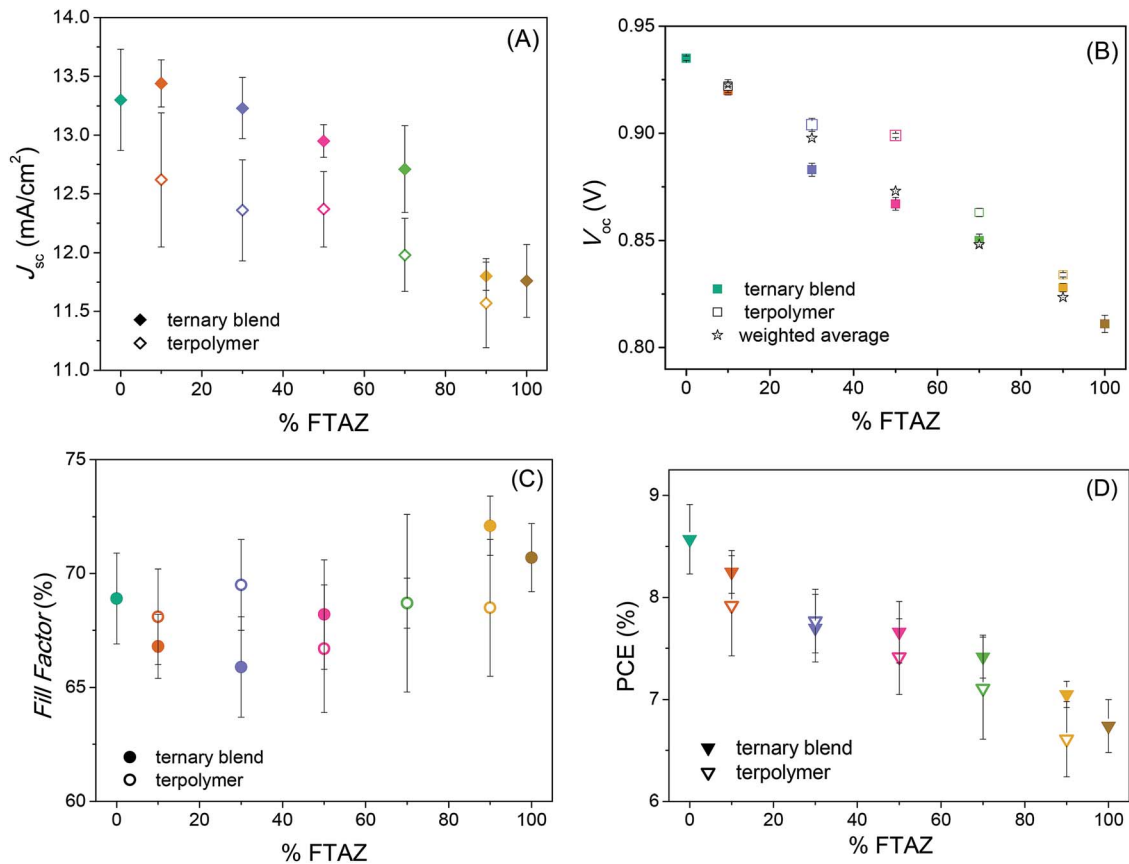 (A)
14.0
13.5
13.0
12.5
12.0
11.5
11.0
Jsc (mA/cm²)
ternary blend
terpolymer
0 20 40 60 80 100
% FTAZ
(B)
0.95
0.90
0.85
0.80
Voc (V)
ternary blend
terpolymer
weighted average
0 20 40 60 80 100
% FTAZ
(C)
75
70
65
60
Fill Factor (%)
ternary blend
terpolymer
0 20 40 60 80 100
% FTAZ
(D)
9
8
7
6
PCE (%)
ternary blend
terpolymer
0 20 40 60 80 100
% FTAZ